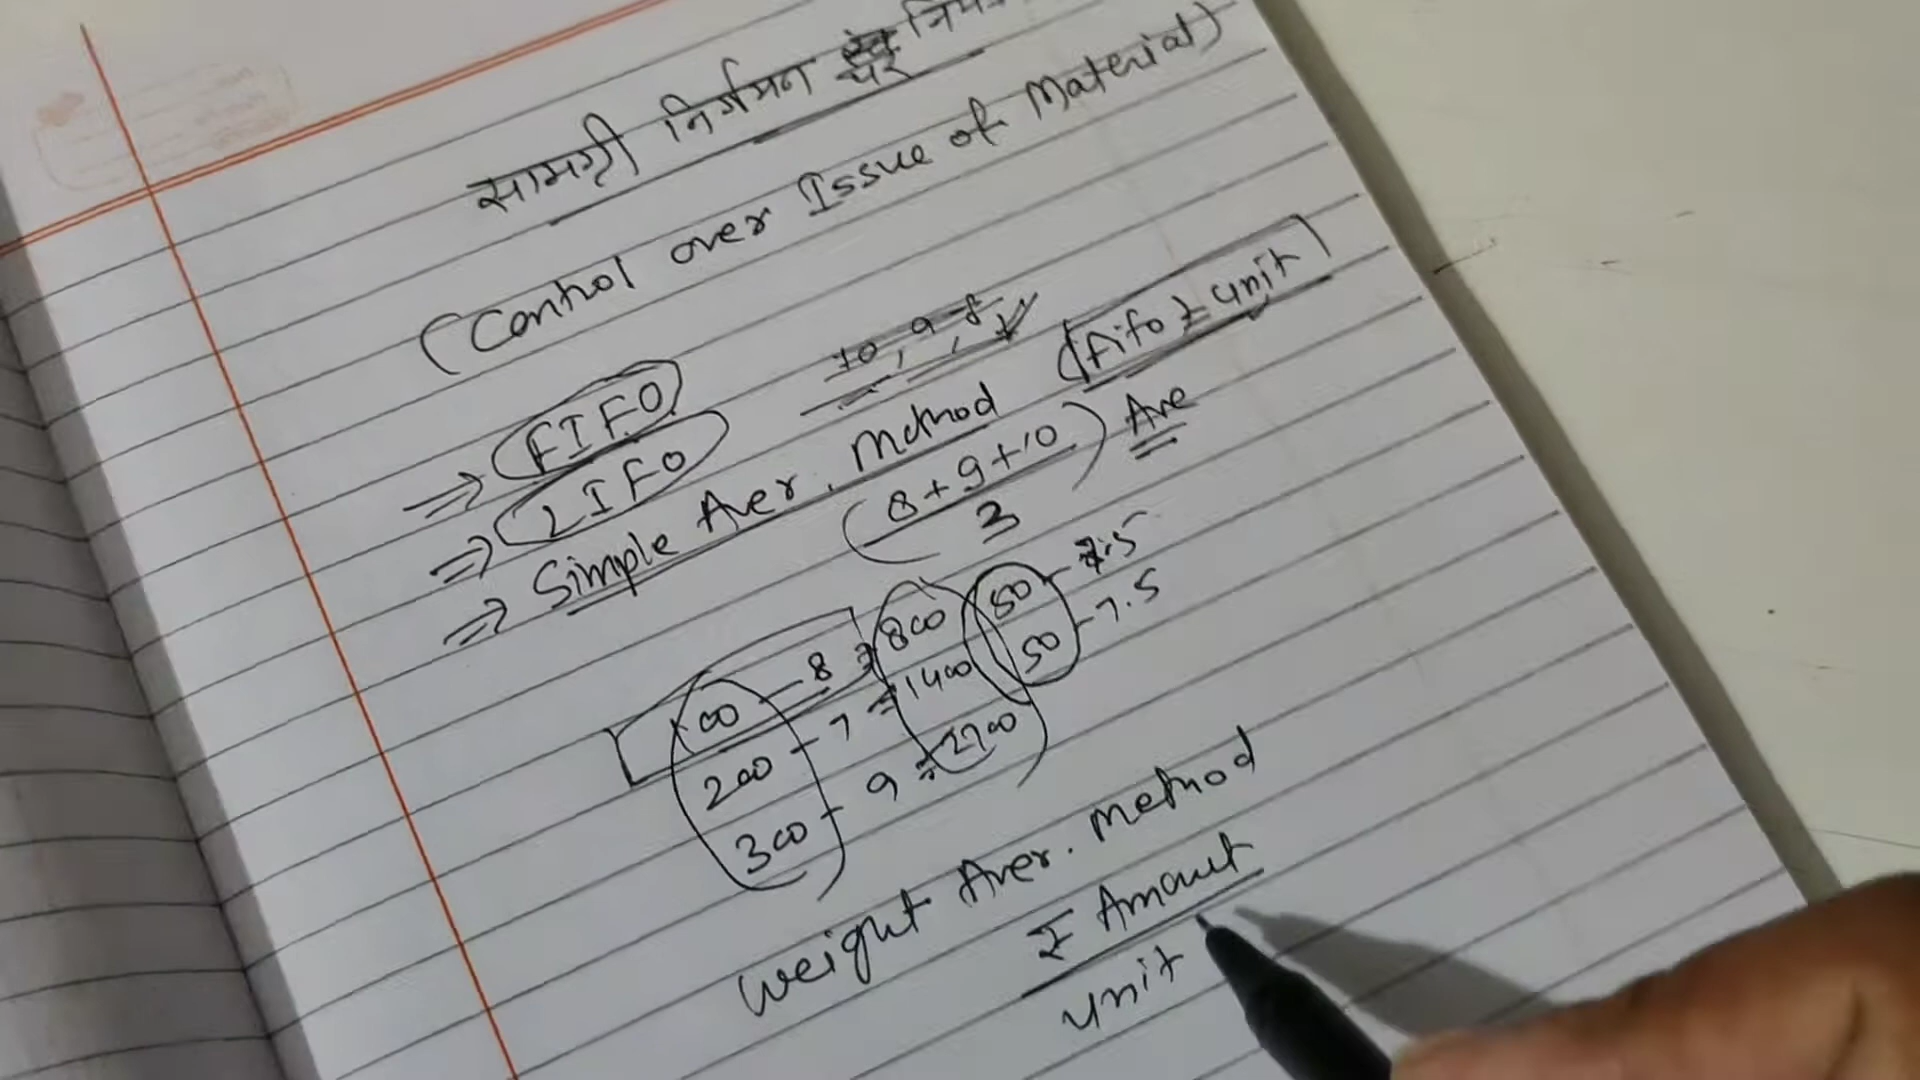 सामग्री निर्गमन पर
(Control over Issue of Material)
10, 9, 8,
⇒ FIFO
⇒ LIFO
⇒ Simple Aver. Method (fifo unit)
(8+9+10 / 3) Ave
100 - 8 = 800 50 - 7.5
200 - 7 = 1400 50 - 7.5
300 - 9 = 2700
Weight Aver. Method
Σ Amount
unit